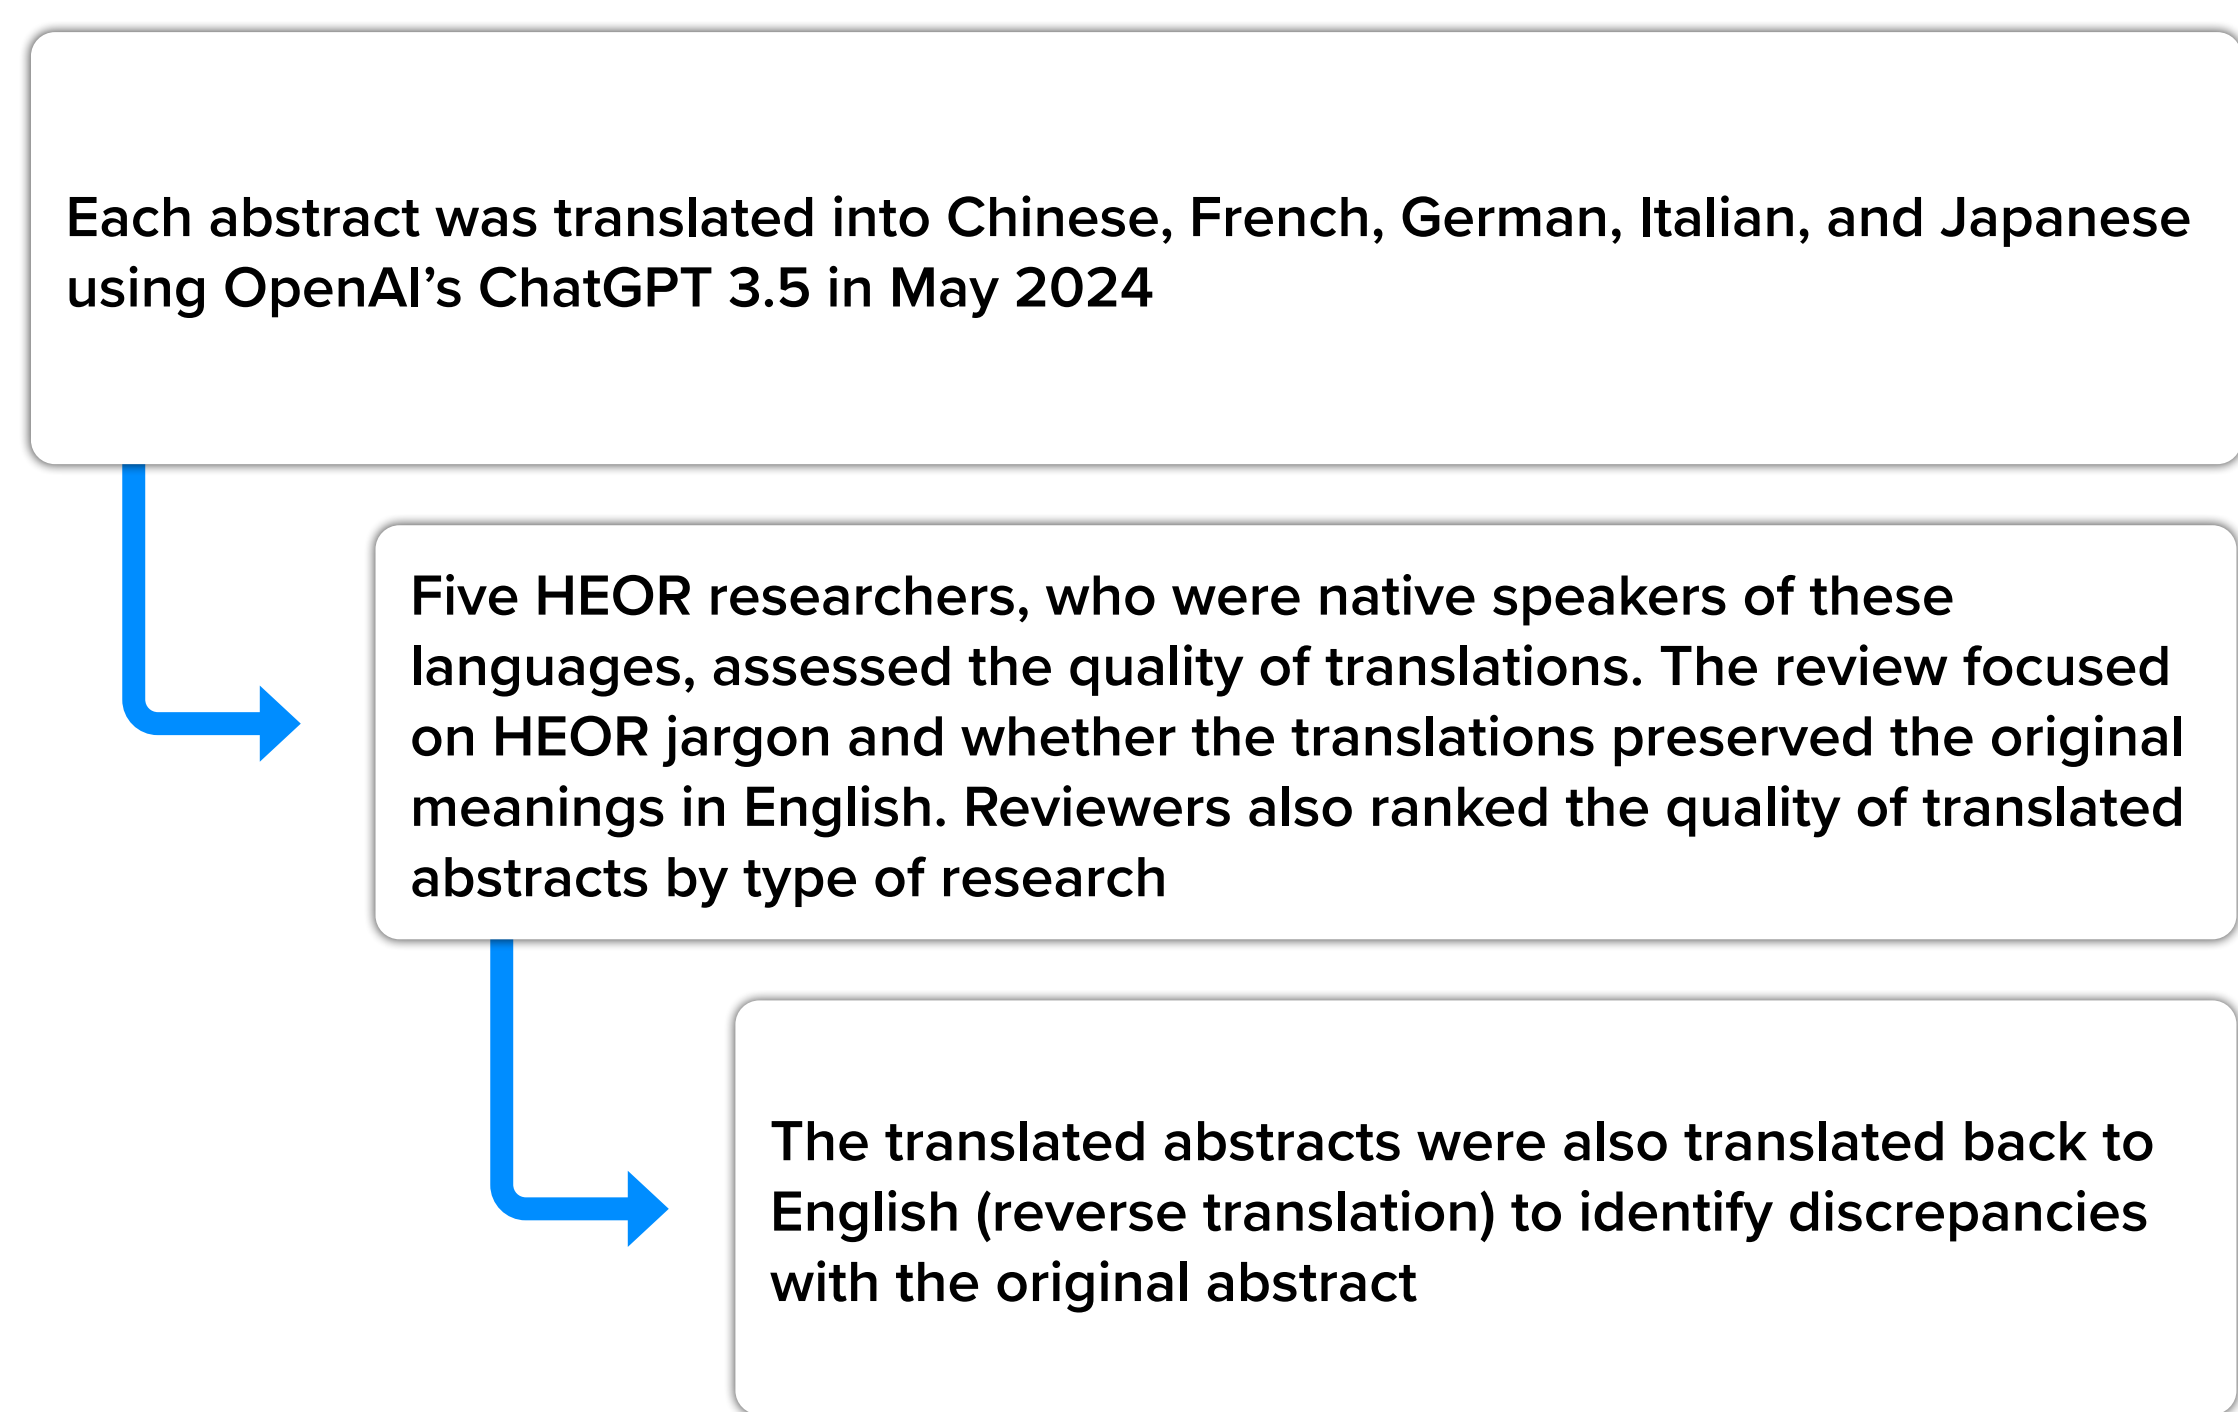 Each abstract was translated into Chinese, French, German, Italian, and Japanese
using OpenAI’s ChatGPT 3.5 in May 2024
Five HEOR researchers, who were native speakers of these
languages, assessed the quality of translations. The review focused
on HEOR jargon and whether the translations preserved the original
meanings in English. Reviewers also ranked the quality of translated
abstracts by type of research
The translated abstracts were also translated back to
English (reverse translation) to identify discrepancies
with the original abstract